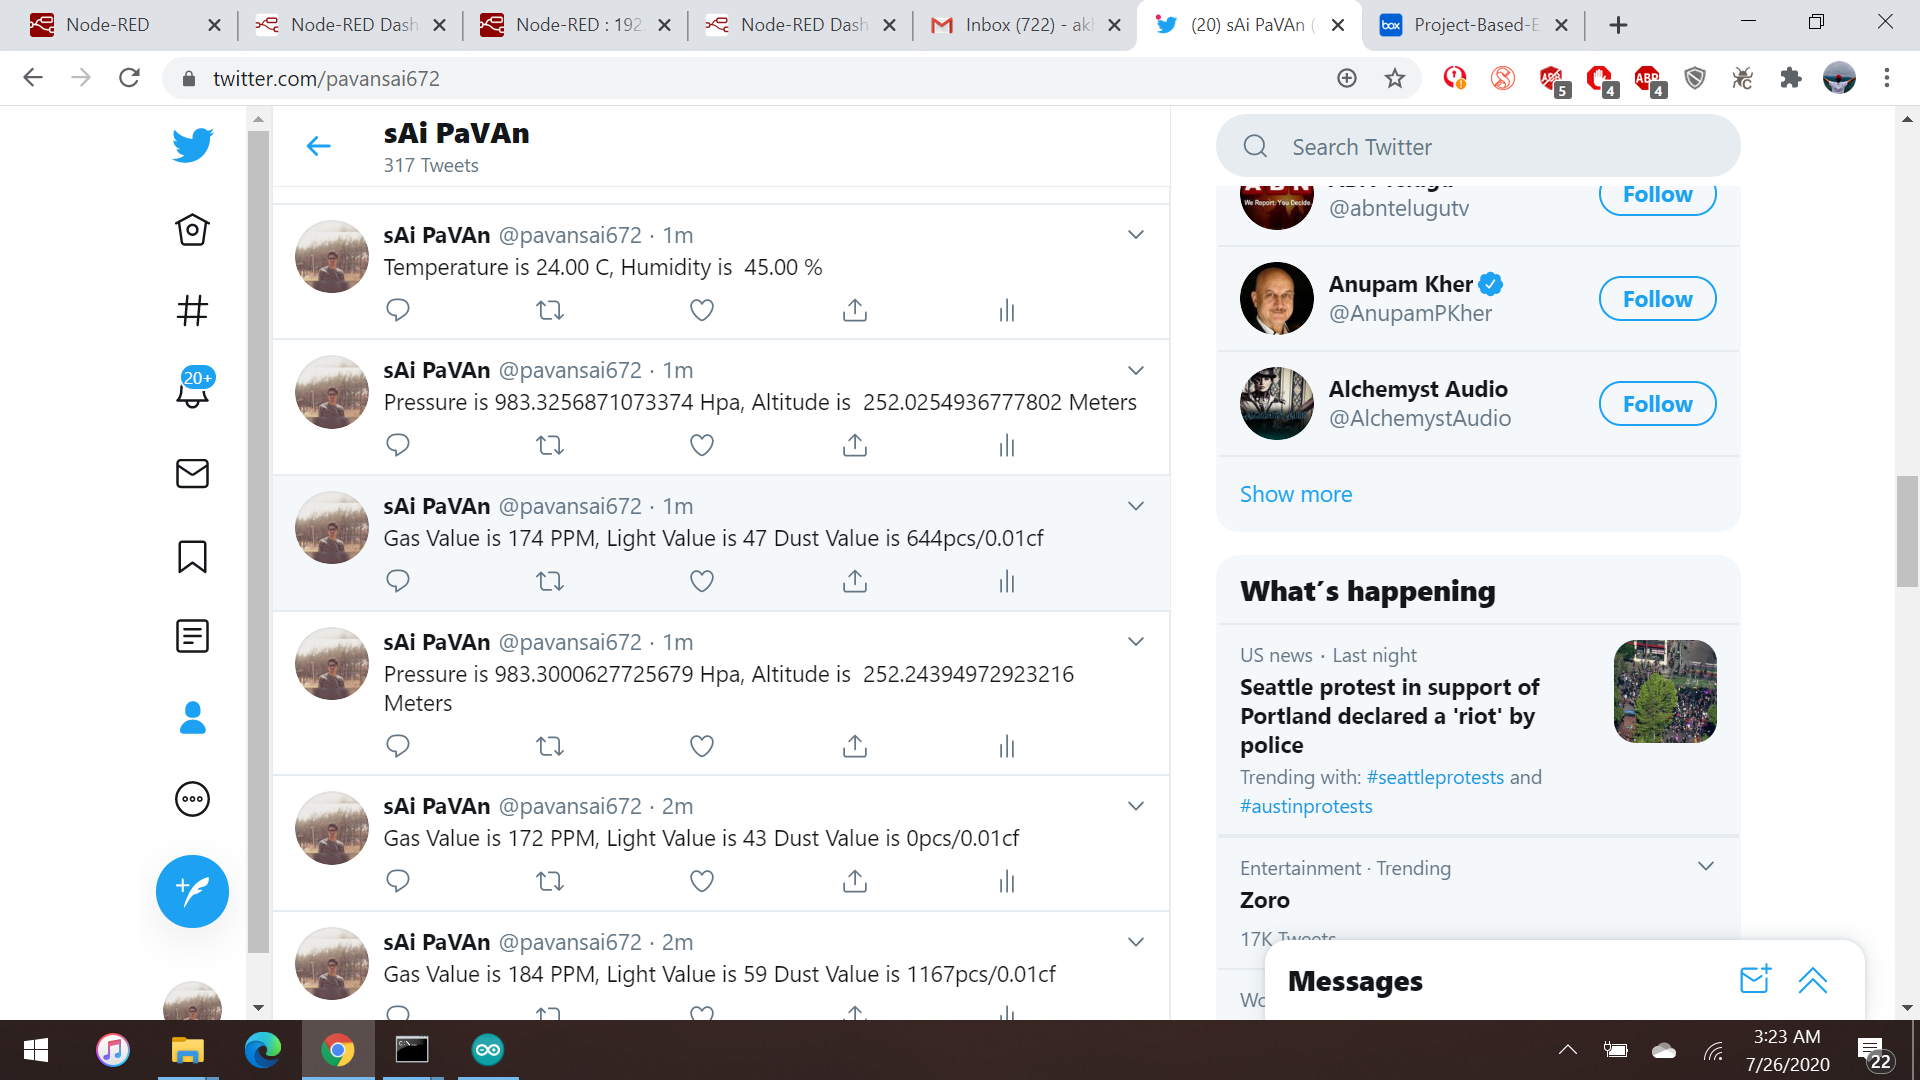 Node-RED
Node-RED Dash
Node-RED : 192
Node-RED Dash
Inbox (722) - ak
(20) sAi PaVAn (
Project-Based-E
twitter.com/pavansai672
5
4
ABP
4
sAi PaVAn
317 Tweets
20+
sAi PaVAn @pavansai672 · 1m
Temperature is 24.00 C, Humidity is  45.00 %
sAi PaVAn @pavansai672 · 1m
Pressure is 983.3256871073374 Hpa, Altitude is  252.0254936777802 Meters
sAi PaVAn @pavansai672 · 1m
Gas Value is 174 PPM, Light Value is 47 Dust Value is 644pcs/0.01cf
sAi PaVAn @pavansai672 · 1m
Pressure is 983.3000627725679 Hpa, Altitude is  252.24394972923216
Meters
sAi PaVAn @pavansai672 · 2m
Gas Value is 172 PPM, Light Value is 43 Dust Value is 0pcs/0.01cf
sAi PaVAn @pavansai672 · 2m
Gas Value is 184 PPM, Light Value is 59 Dust Value is 1167pcs/0.01cf
Search Twitter
We Report: You Decide
@abntelugutv
Follow
Anupam Kher
@AnupamPKher
Follow
Alchemyst Audio
@AlchemystAudio
Follow
Show more
What´s happening
US news · Last night
Seattle protest in support of
Portland declared a 'riot' by
police
Trending with: #seattleprotests and
#austinprotests
Entertainment · Trending
Zoro
17K Tweets
Messages
box
3:23 AM
7/26/2020
22